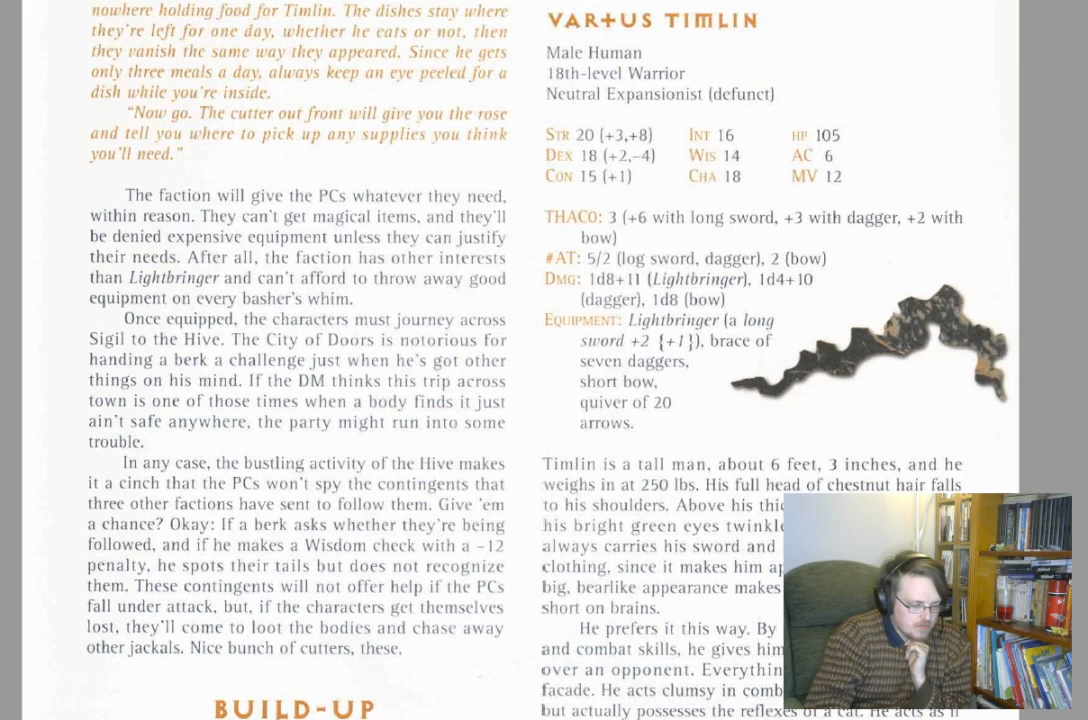 nowhere holding food for Timlin. The dishes stay where
they're left for one day, whether he eats or not, then
they vanish the same way they appeared. Since he gets
only three meals a day, always keep an eye peeled for a
dish while you're inside.
"Now go. The cutter out front will give you the rose
and tell you where to pick up any supplies you think
you'll need."
The faction will give the PCs whatever they need,
within reason. They can't get magical items, and they'll
be denied expensive equipment unless they can justify
their needs. After all, the faction has other interests
than Lightbringer and can't afford to throw away good
equipment on every basher's whim.
Once equipped, the characters must journey across
Sigil to the Hive. The City of Doors is notorious for
handing a berk a challenge just when he's got other
things on his mind. If the DM thinks this trip across
town is one of those times when a body finds it just
ain't safe anywhere, the party might run into some
trouble.
In any case, the bustling activity of the Hive makes
it a cinch that the PCs won't spy the contingents that
three other factions have sent to follow them. Give 'em
a chance? Okay: If a berk asks whether they're being
followed, and if he makes a Wisdom check with a -12
penalty, he spots their tails but does not recognize
them. These contingents will not offer help if the PCs
fall under attack, but, if the characters get themselves
lost, they'll come to loot the bodies and chase away
other jackals. Nice bunch of cutters, these.
BUILD-UP
VARTUS TIMLIN
Male Human
18th-level Warrior
Neutral Expansionist (defunct)
STR 20 (+3,+8) INT 16 HP 105
DEX 18 (+2,-4) WIS 14 AC 6
CON 15 (+1) CHA 18 MV 12
THAC0: 3 (+6 with long sword, +3 with dagger, +2 with
bow)
#AT: 5/2 (log sword, dagger), 2 (bow)
DMG: 1d8+11 (Lightbringer), 1d4+10
(dagger), 1d8 (bow)
EQUIPMENT: Lightbringer (a long
sword +2 {+1}), brace of
seven daggers,
short bow,
quiver of 20
arrows.
Timlin is a tall man, about 6 feet, 3 inches, and he
weighs in at 250 lbs. His full head of chestnut hair falls
to his shoulders. Above his
his bright green eyes
always carries his sword and
clothing, since it makes him
big, bearlike appearance makes
short on brains.
He prefers it this way. By
and combat skills, he gives him
over an opponent.
facade. He acts clumsy in
but actually possesses the reflexes of a cat. He acts as if